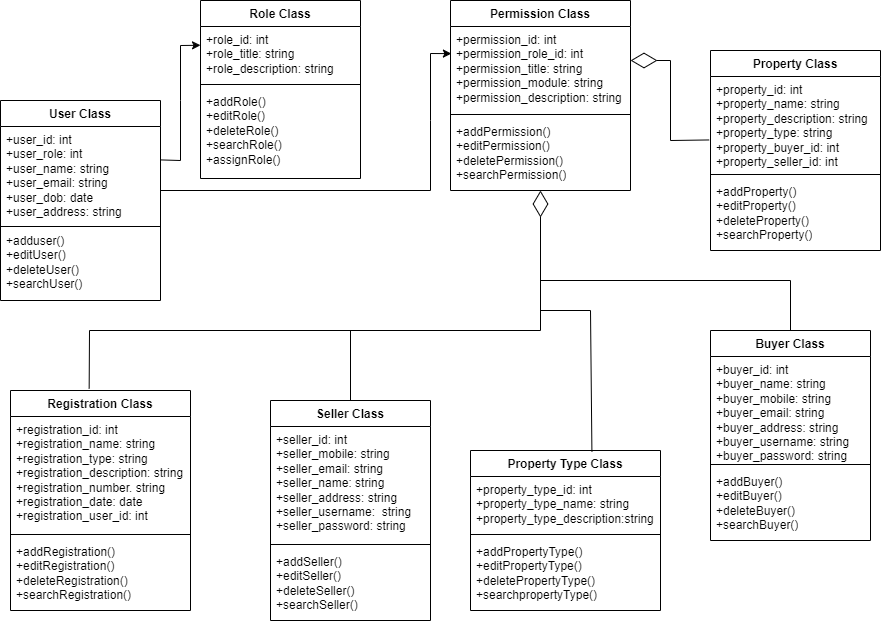 Role Class
+role_id: int
+role_title: string
+role_description: string
+addRole()
+editRole()
+deleteRole()
+searchRole()
+assignRole()
Permission Class
+permission_id: int
+permission_role_id: int
+permission_title: string
+permission_module: string
+permission_description: string
+addPermission()
+editPermission()
+deletePermission()
+searchPermission()
Property Class
+property_id: int
+property_name: string
+property_description: string
+property_type: string
+property_buyer_id: int
+property_seller_id: int
+addProperty()
+editProperty()
+deleteProperty()
+searchProperty()
User Class
+user_id: int
+user_role: int
+user_name: string
+user_email: string
+user_dob: date
+user_address: string
+adduser()
+editUser()
+deleteUser()
+searchUser()
Registration Class
+registration_id: int
+registration_name: string
+registration_type: string
+registration_description: string
+registration_number. string
+registration_date: date
+registration_user_id: int
+addRegistration()
+editRegistration()
+deleteRegistration()
+searchRegistration()
Seller Class
+seller_id: int
+seller_mobile: string
+seller_email: string
+seller_name: string
+seller_address: string
+seller_username: string
+seller_password: string
+addSeller()
+editSeller()
+deleteSeller()
+searchSeller()
Property Type Class
+property_type_id: int
+property_type_name: string
+property_type_description:string
+addPropertyType()
+editPropertyType()
+deletePropertyType()
+searchpropertyType()
Buyer Class
+buyer_id: int
+buyer_name: string
+buyer_mobile: string
+buyer_email: string
+buyer_address: string
+buyer_username: string
+buyer_password: string
+addBuyer()
+editBuyer()
+deleteBuyer()
+searchBuyer()